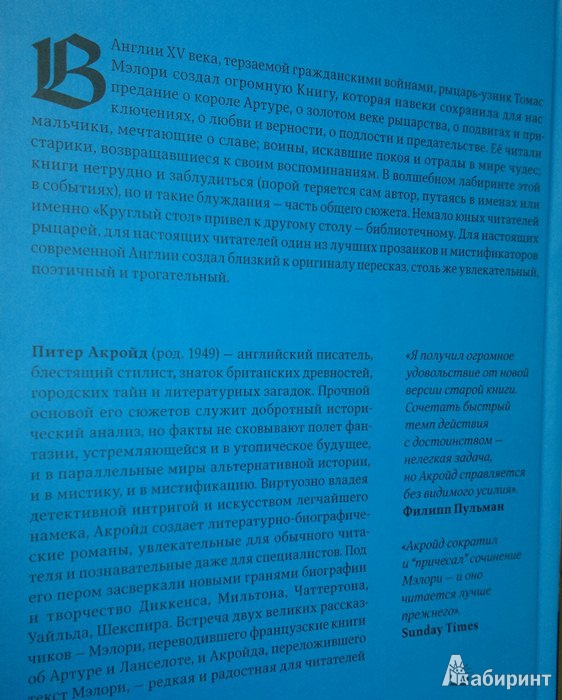 В Англии XV века, терзаемой гражданскими войнами, рыцарь-узник Томас
Мэлори создал огромную Книгу, которая навеки сохранила для нас
предание о короле Артуре, о золотом веке рыцарства, о подвигах и при-
ключениях, о любви и верности, о подлости и предательстве. Её читали
мальчики, мечтающие о славе; воины, искавшие покоя и отрады в мире чудес;
старики, возвращавшиеся к своим воспоминаниям. В волшебном лабиринте этой
книги нетрудно и заблудиться (порой теряется сам автор, путаясь в именах или
в событиях), но и такие блуждания – часть общего сюжета. Немало юных читателей
именно «Круглый стол» привел к другому столу – библиотечному. Для настоящих
рыцарей, для настоящих читателей один из лучших прозаиков и мистификаторов
современной Англии создал близкий к оригиналу пересказ, столь же увлекательный,
поэтичный и трогательный.
Питер Акройд (род. 1949) – английский писатель,
блестящий стилист, знаток британских древностей,
городских тайн и литературных загадок. Прочной
основой его сюжетов служит добротный истори-
ческий анализ, но факты не сковывают полет фан-
тазии, устремляющейся и в утопическое будущее,
и в параллельные миры альтернативной истории,
и в мистику, и в мистификацию. Виртуозно владея
детективной интригой и искусством легчайшего
намека, Акройд создает литературно-биографиче-
ские романы, увлекательные для обычного чита-
теля и познавательные даже для специалистов. Под
его пером засверкали новыми гранями биографии
и творчество Диккенса, Мильтона, Чаттертона,
Уайльда, Шекспира. Встреча двух великих рассказ-
чиков – Мэлори, переводившего французские книги
об Артуре и Ланселоте, и Акройда, переложившего
текст Мэлори, – редкая и радостная для читателей
«Я получил огромное
удовольствие от новой
версии старой книги.
Сочетать быстрый
темп действия
с достоинством –
нелегкая задача,
но Акройд справляется
без видимого усилия».
Филипп Пульман
«Акройд сократил
и "причесал" сочинение
Мэлори – и оно
читается лучше
прежнего».
Sunday Times
Лабиринт